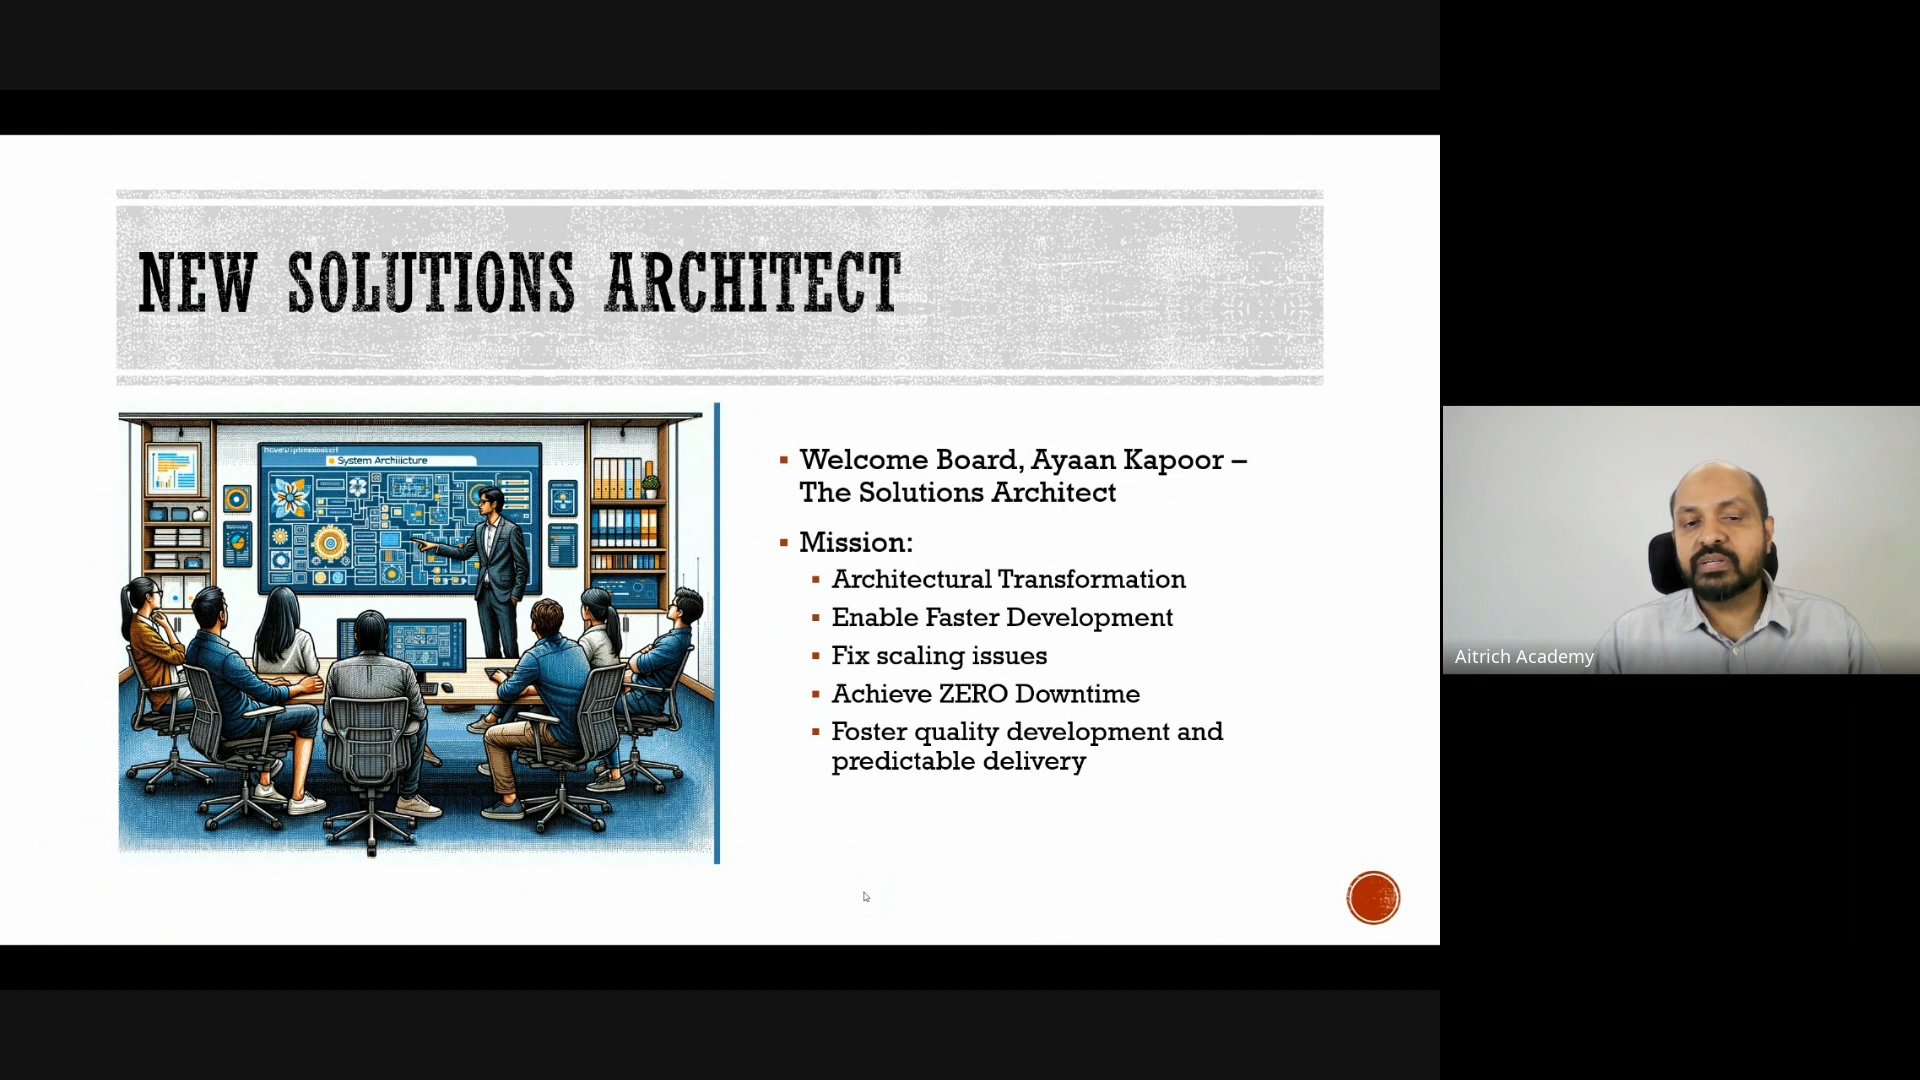 NEW SOLUTIONS ARCHITECT
System Archiicture
Welcome Board, Ayaan Kapoor –
The Solutions Architect
Mission:
Architectural Transformation
Enable Faster Development
Fix scaling issues
Achieve ZERO Downtime
Foster quality development and
predictable delivery
Aitrich Academy